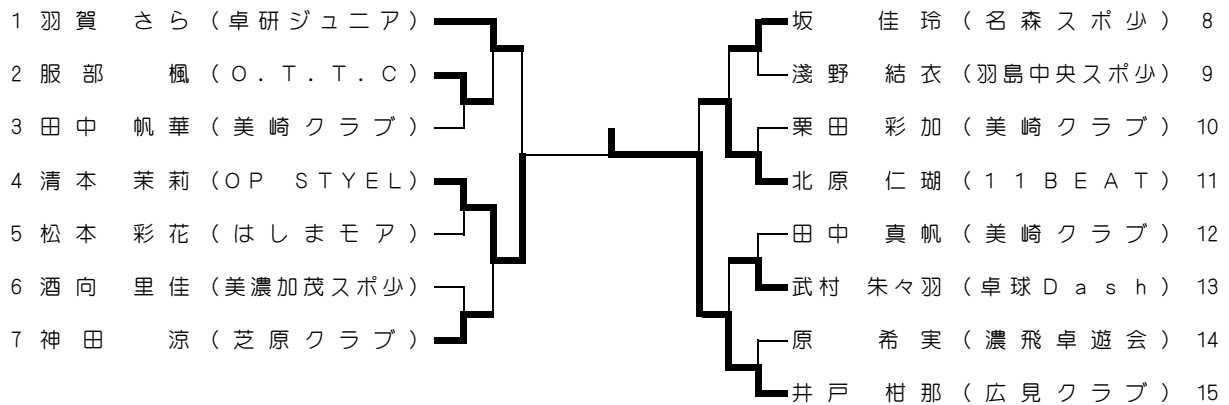 1 羽賀 さら (卓研ジュニア)
2 服部 楓 (O.T.T.C)
3 田中 帆華 (美崎クラブ)
4 清本 茉莉 (OP STYEL)
5 松本 彩花 (はしまモア)
6 酒向 里佳 (美濃加茂スポ少)
7 神田 涼 (芝原クラブ)
坂 佳玲 (名森スポ少) 8
淺野 結衣 (羽島中央スポ少) 9
栗田 彩加 (美崎クラブ) 10
北原 仁瑚 (11BEAT) 11
田中 真帆 (美崎クラブ) 12
武村 朱々羽 (卓球Dash) 13
原 希実 (濃飛卓遊会) 14
井戸 柑那 (広見クラブ) 15